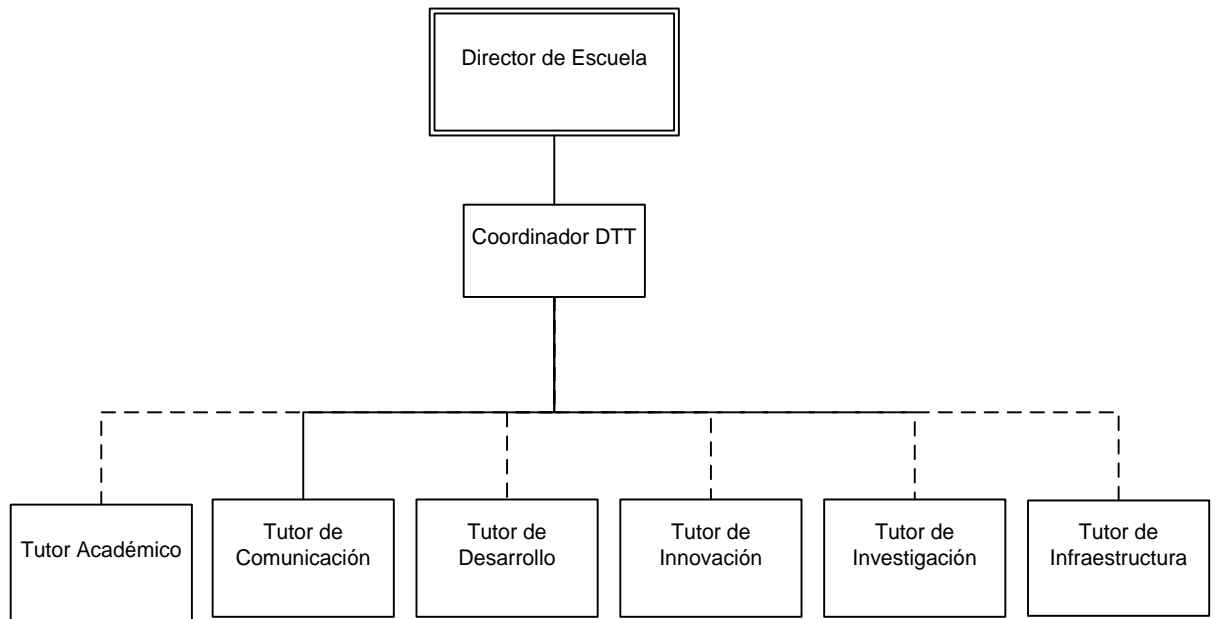 Director de Escuela
Coordinador DTT
Tutor Académico
Tutor de
Comunicación
Tutor de
Desarrollo
Tutor de
Innovación
Tutor de
Investigación
Tutor de
Infraestructura